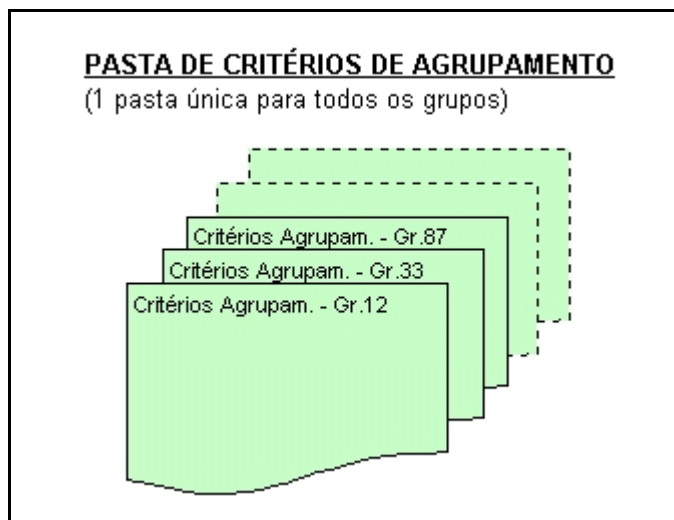 PASTA DE CRITÉRIOS DE AGRUPAMENTO
(1 pasta única para todos os grupos)
Critérios Agrupam. - Gr.87
Critérios Agrupam. - Gr.33
Critérios Agrupam. - Gr.12